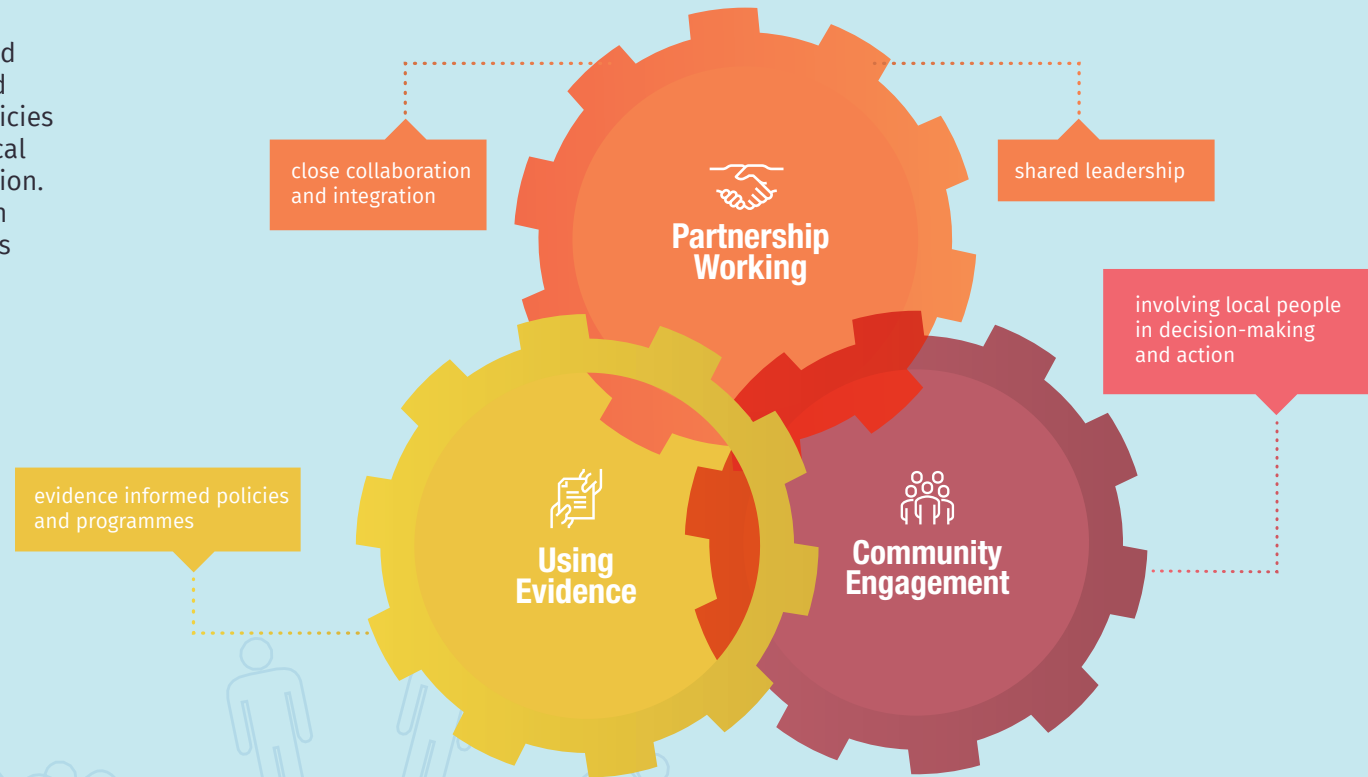 close collaboration
and integration
shared leadership
Partnership
Working
involving local people
in decision-making
and action
evidence informed policies
and programmes
Using
Evidence
Community
Engagement